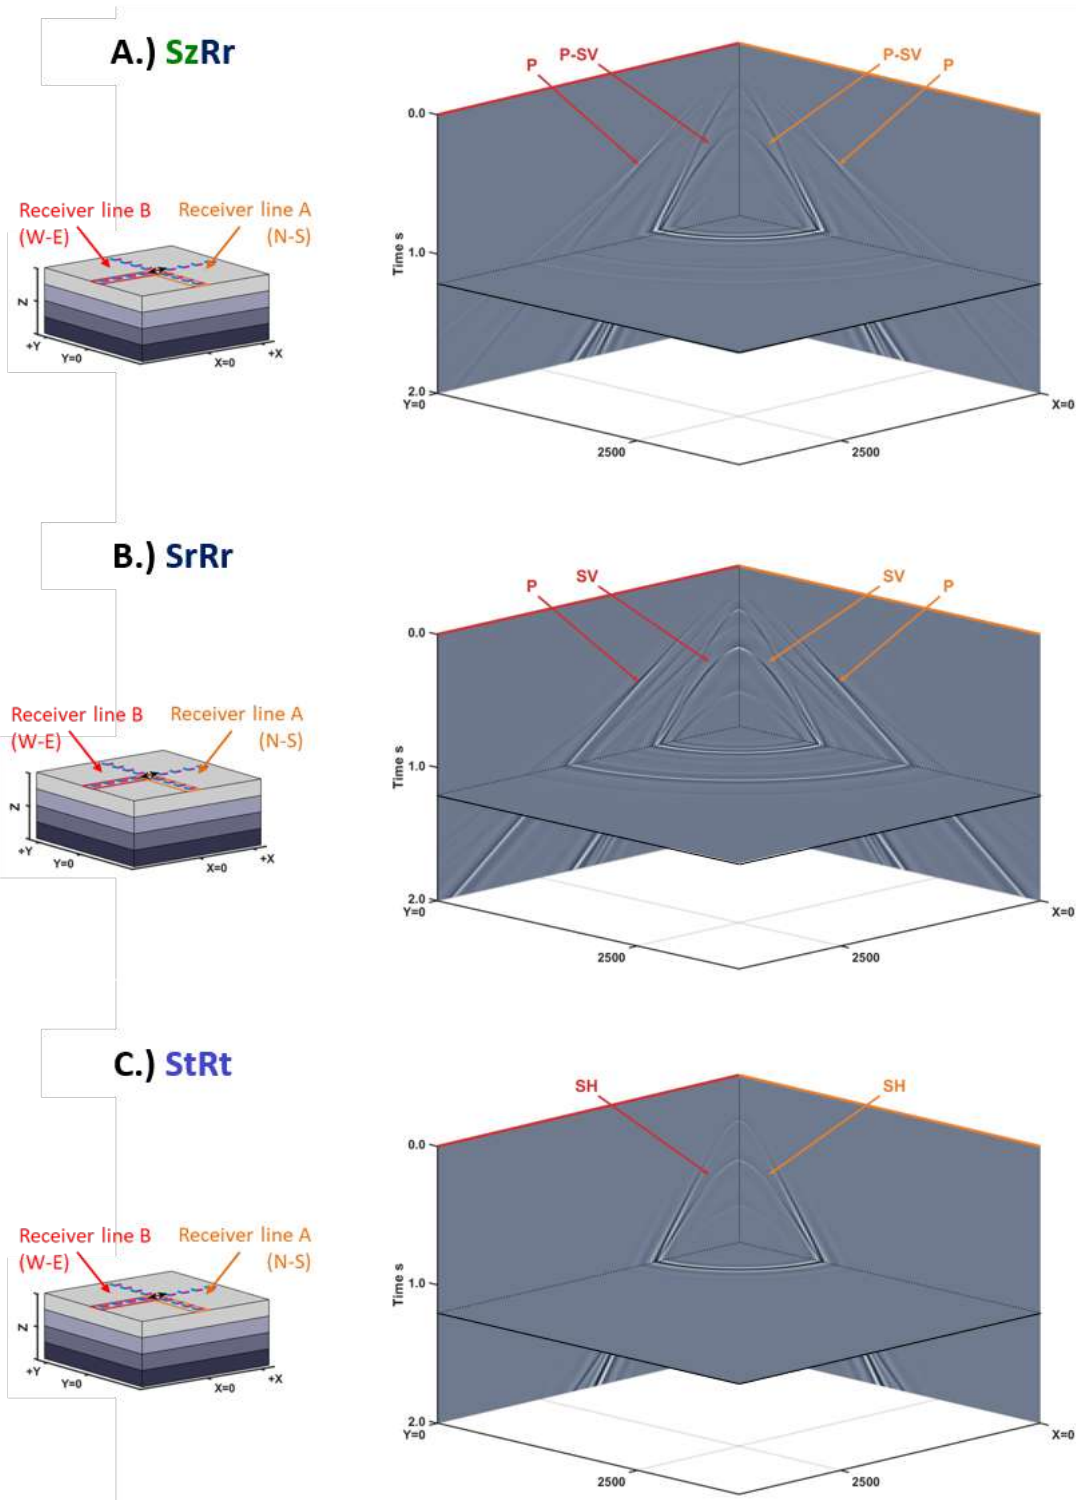 A.) SzRr
P P-SV P-SV P
0.0
Receiver line B Receiver line A
(W-E) (N-S)
Time s
1.0
Z
+Y Y=0 X=0 +X
2.0
Y=0 X=0
2500 2500
B.) SrRr
P SV SV P
0.0
Receiver line B Receiver line A
(W-E) (N-S)
Time s
1.0
Z
+Y Y=0 X=0 +X
2.0
Y=0 X=0
2500 2500
C.) StRt
SH SH
0.0
Receiver line B Receiver line A
(W-E) (N-S)
Time s
1.0
Z
+Y Y=0 X=0 +X
2.0
Y=0 X=0
2500 2500